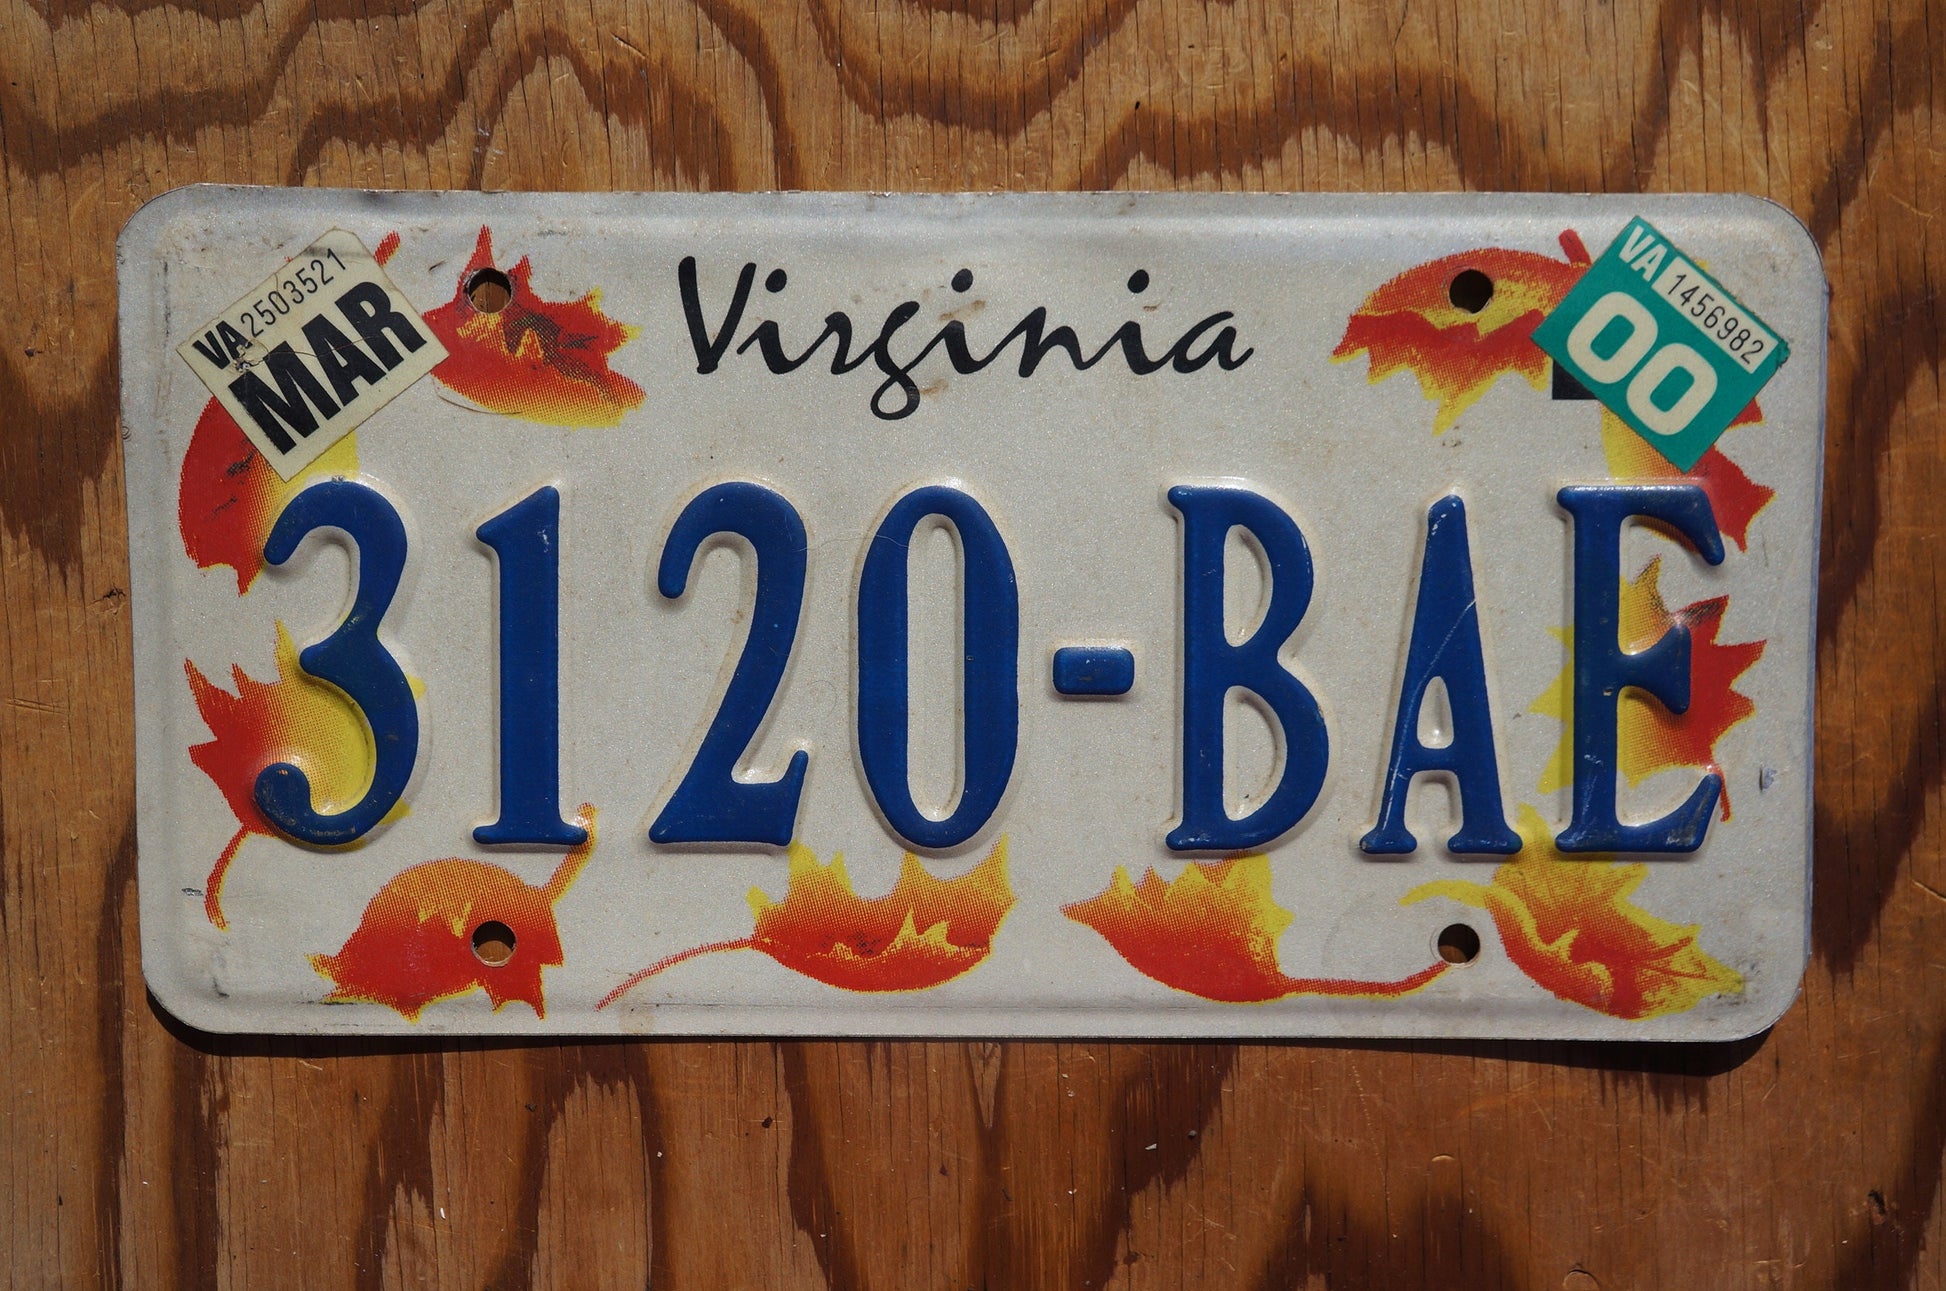 VA 2503521
MAR
Virginia
VA 1456982
00
3120-BAE